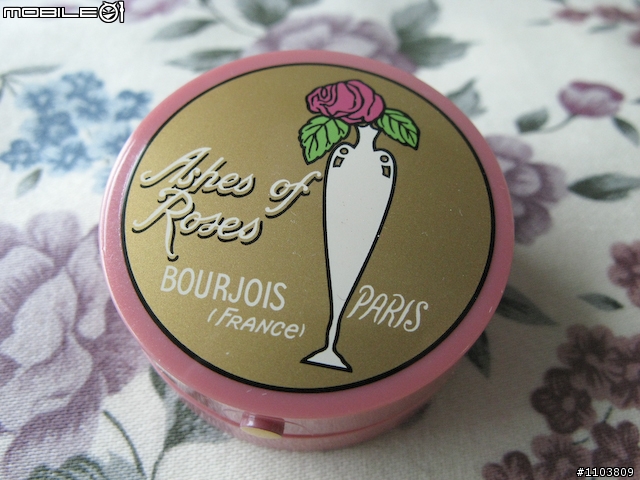 MOBILE01
Ashes of
Roses
BOURJOIS
(FRANCE)
PARIS
#1103809